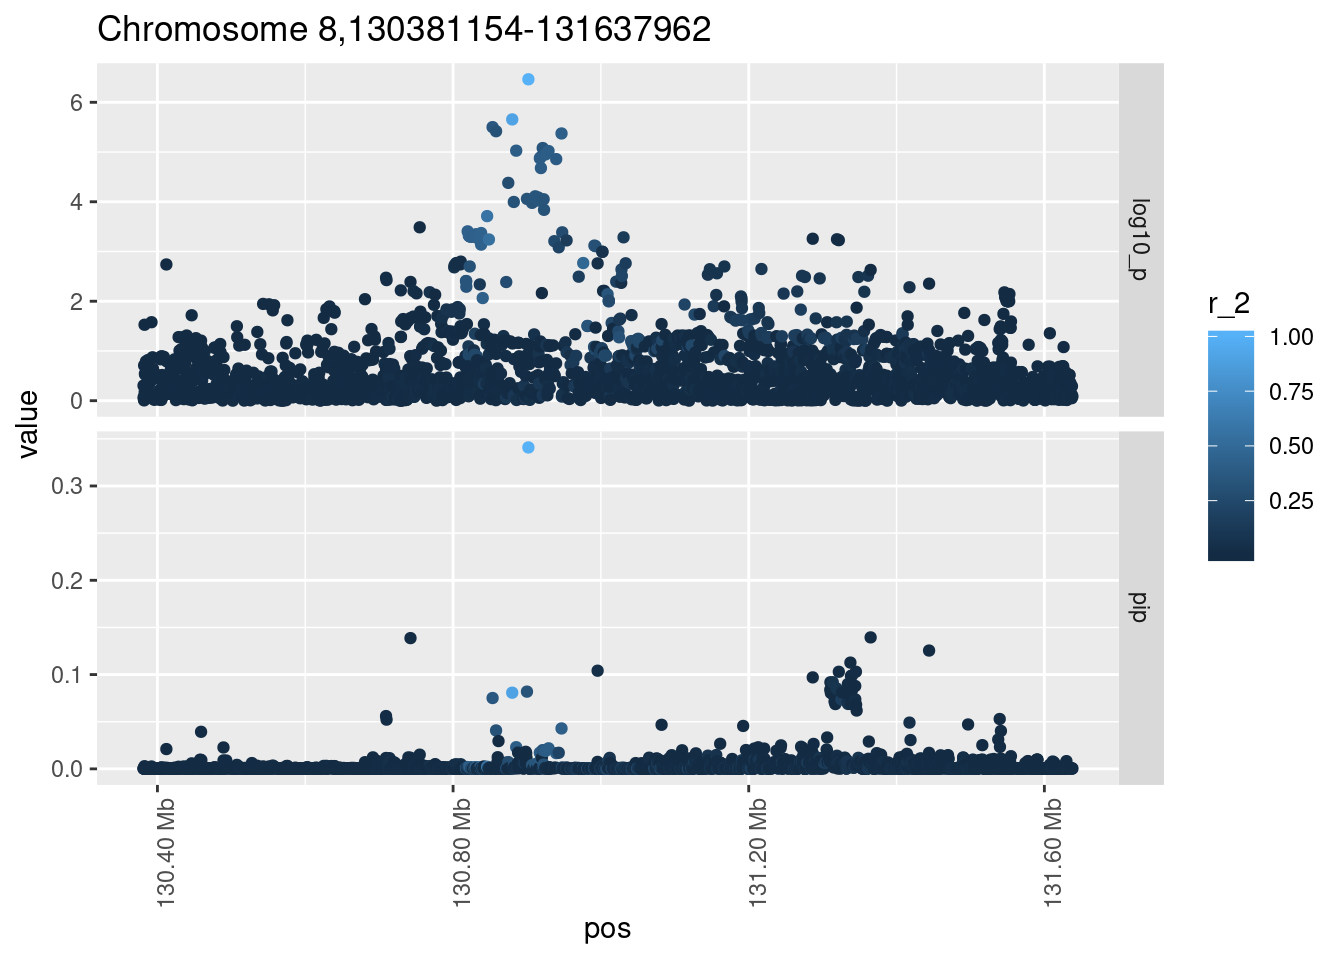 Chromosome 8,130381154-131637962
value
6
4
2
0
log10_p
0.3
0.2
0.1
0.0
pip
130.40 Mb
130.80 Mb
131.20 Mb
131.60 Mb
pos
r_2
1.00
0.75
0.50
0.25